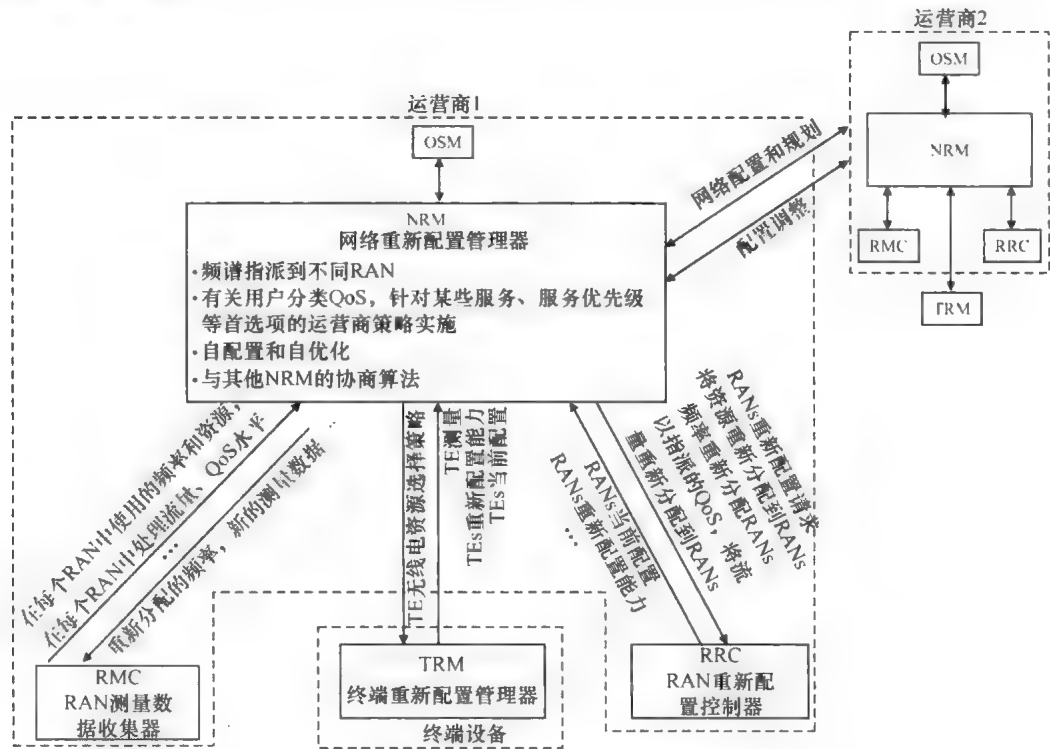 运营商2
OSM
NRM
RMC
RRC
TRM
运营商1
OSM
网络配置和规划
配置调整
NRM
网络重新配置管理器
·频谱指派到不同RAN
·有关用户分类QoS，针对某些服务、服务优先级
等首选项的运营商策略实施
·自配置和自优化
·与其他NRM的协商算法
在每个RAN中使用的频率和资源，
在每个RAN中处理流量、QoS水平
…
重新分配的频率，新的测量数据
…
TE无线电资源选择策略
TE测量
TEs重新配置能力
TEs当前配置
RANs当前配置
RANs重新配置能力
…
RANs重新配置请求
将资源重新分配到RANs
频率重新分配RANs
以指派的QoS，将流
量重新分配到RANs
RMC
RAN测量数
据收集器
TRM
终端重新配置管理器
终端设备
RRC
RAN重新配
置控制器